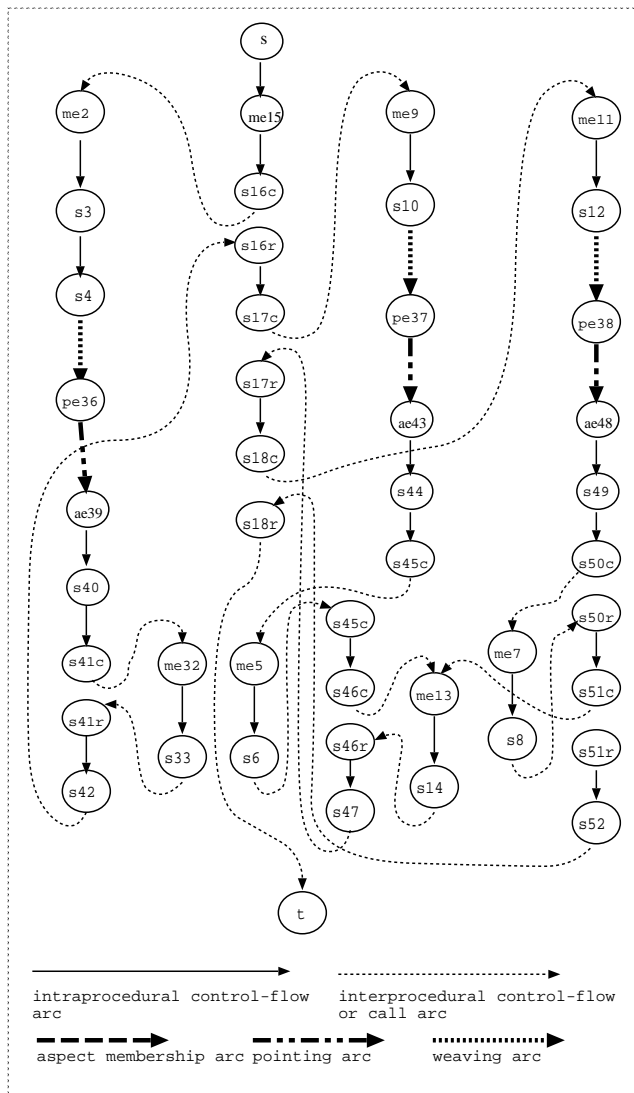 s
me2
me15
me9
me11
s16c
s3
s10
s12
s16r
s4
s17c
pe37
pe38
s17r
pe36
ae43
ae48
s18c
ae39
s18r
s44
s49
s40
s45c
s50c
s41c
me32
me5
s45c
me7
s50r
s46c
me13
s51c
s41r
s33
s6
s46r
s8
s51r
s42
s47
s14
s52
t
intraprocedural control-flow
arc
interprocedural control-flow
or call arc
aspect membership arc
pointing arc
weaving arc